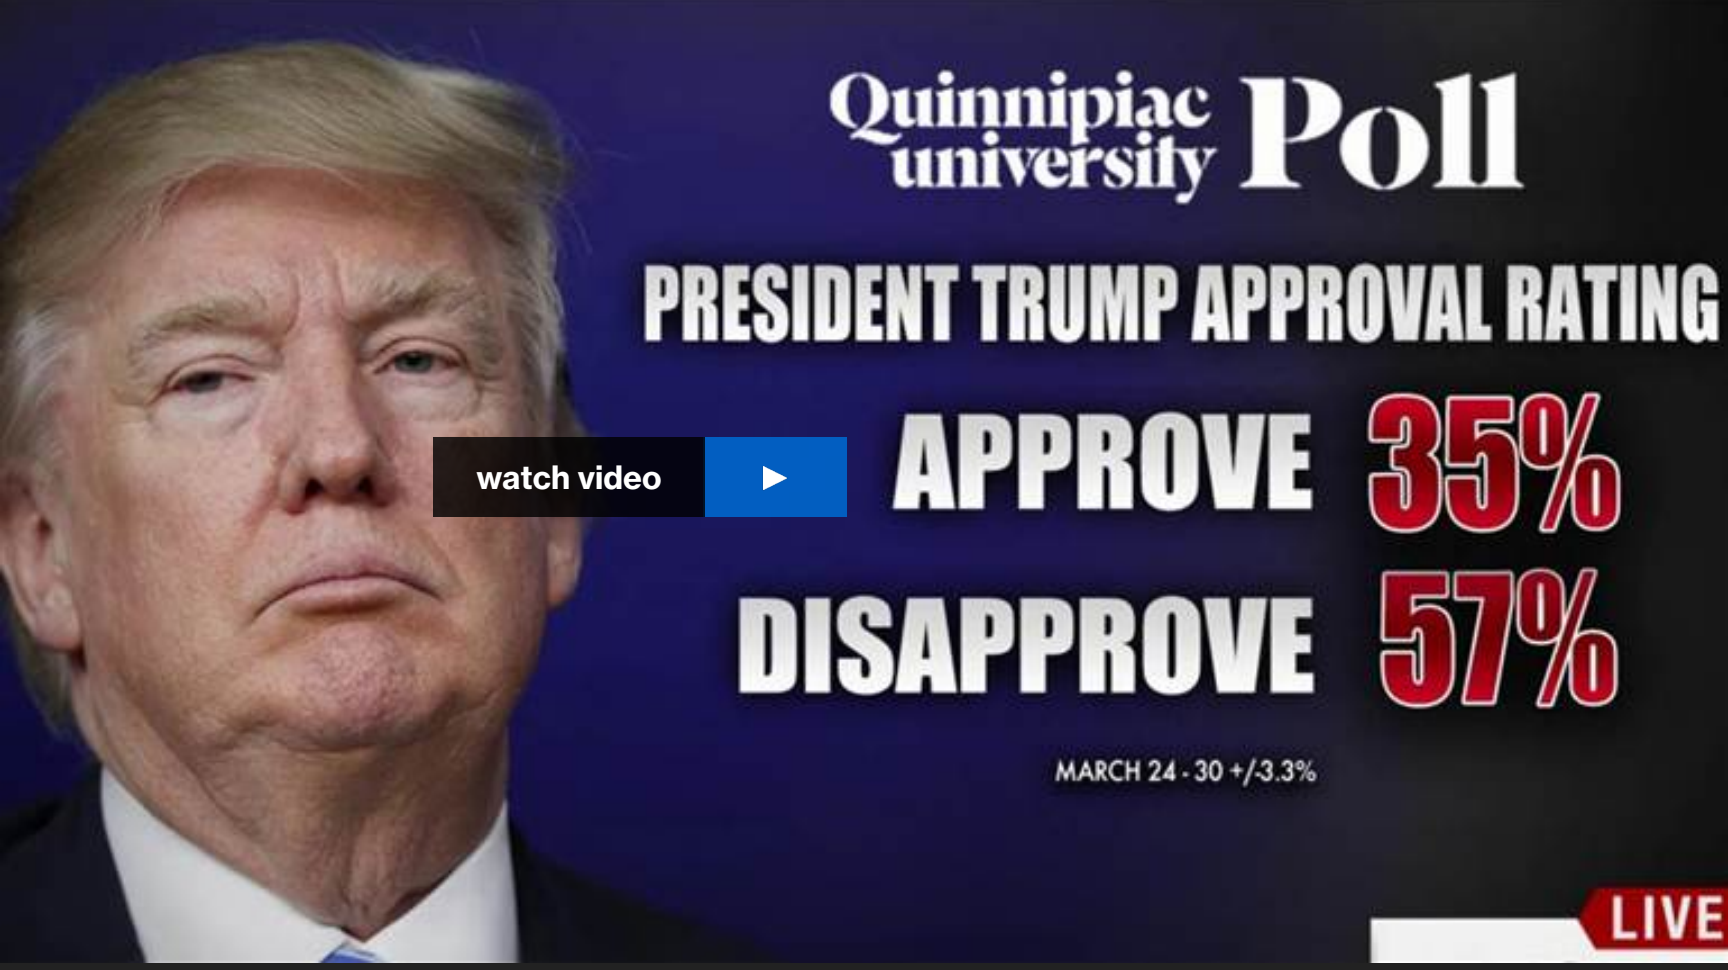 Quinnipiac
university Poll
PRESIDENT TRUMP APPROVAL RATING
APPROVE 35%
watch video
DISAPPROVE 57%
MARCH 24 - 30 +/-3.3%
LIVE